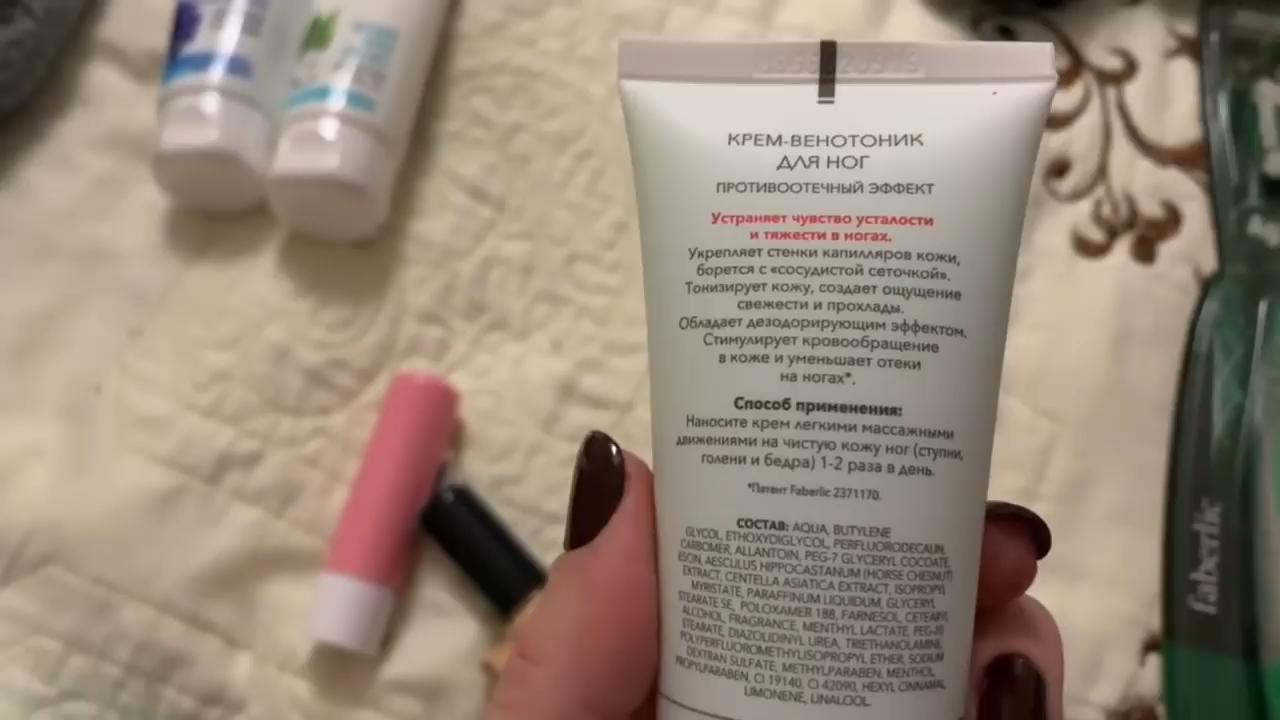 КРЕМ-ВЕНОТОНИК
ДЛЯ НОГ
ПРОТИВООТЕЧНЫЙ ЭФФЕКТ
Устраняет чувство усталости
и тяжести в ногах.
Укрепляет стенки капилляров кожи,
борется с «сосудистой сеточкой».
Тонизирует кожу, создает ощущение
свежести и прохлады.
Обладает дезодорирующим эффектом.
Стимулирует кровообращение
в коже и уменьшает отеки
на ногах*.
Способ применения:
Наносите крем легкими массажными
движениями на чистую кожу ног (ступни,
голени и бедра) 1-2 раза в день.
*Патент Faberlic 2371170.
СОСТАВ: AQUA, BUTYLENE
GLYCOL, ETHOXYDIGLYCOL, PERFLUORODECALIN,
CARBOMER, ALLANTOIN, PEG-7 GLYCERYL COCOATE,
ESCIN, AESCULUS HIPPOCASTANUM (HORSE CHESNUT)
EXTRACT, CENTELLA ASIATICA EXTRACT, ISOPROPYL
MYRISTATE, PARAFFINUM LIQUIDUM, GLYCERYL
STEARATE SE, POLOXAMER 188, FARNESOL, CETEARYL
ALCOHOL, FRAGRANCE, MENTHYL LACTATE, PEG-20
STEARATE, DIAZOLIDINYL UREA, TRIETHANOLAMINE,
POLYPERFLUOROMETHYLISOPROPYL ETHER, SODIUM
DEXTRAN SULFATE, METHYLPARABEN, MENTHOL,
PROPYLPARABEN, CI 19140, CI 42090, HEXYL CINNAMAL,
LIMONENE, LINALOOL.
faberlic